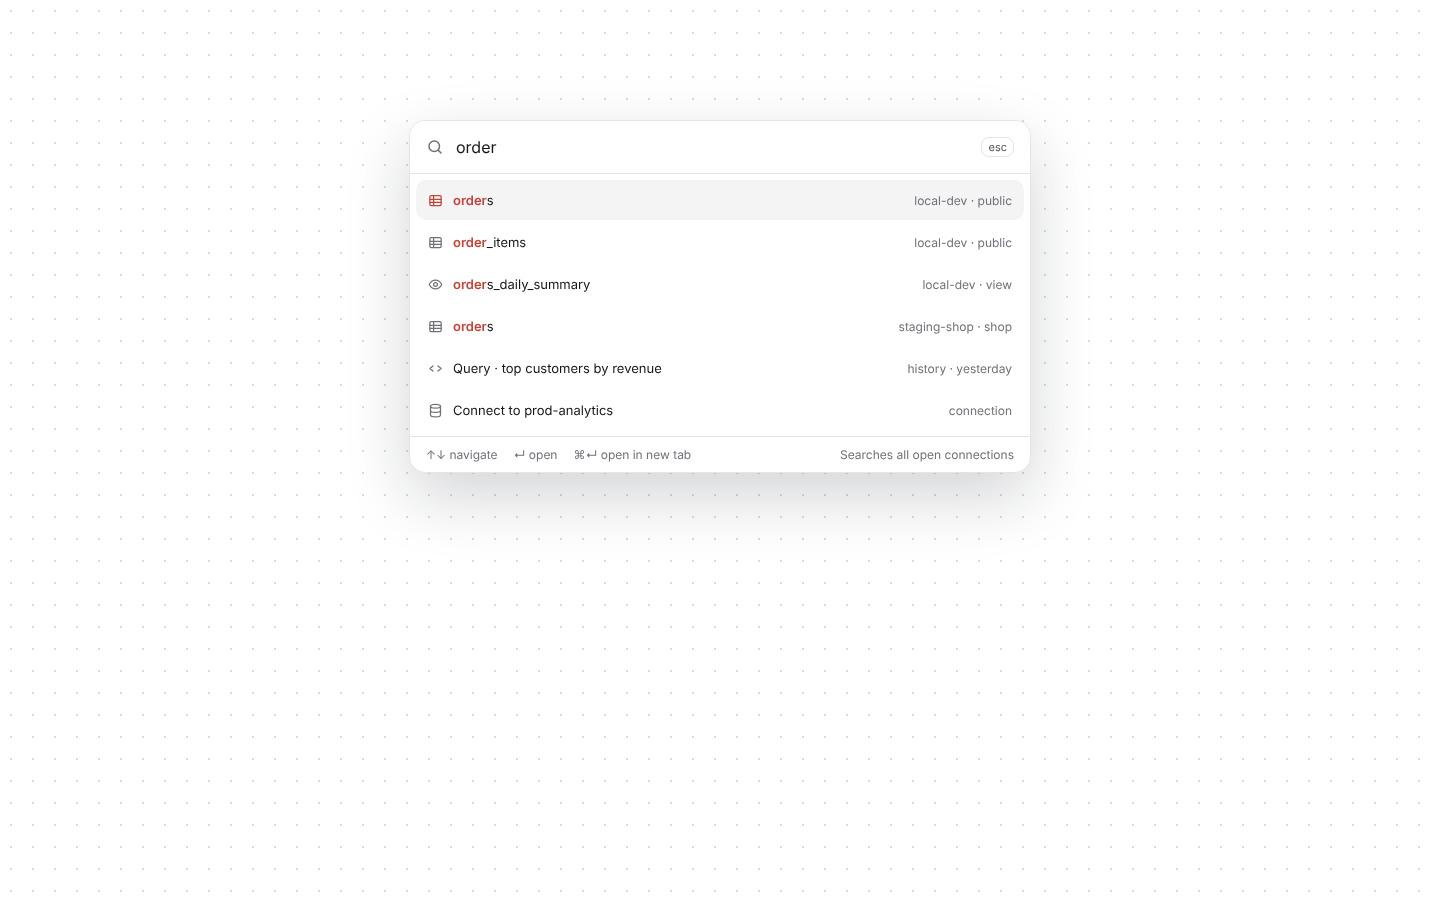 order esc
orders local-dev · public
order_items local-dev · public
orders_daily_summary local-dev · view
orders staging-shop · shop
Query · top customers by revenue history · yesterday
Connect to prod-analytics connection
↑↓ navigate ↵ open ⌘↵ open in new tab Searches all open connections